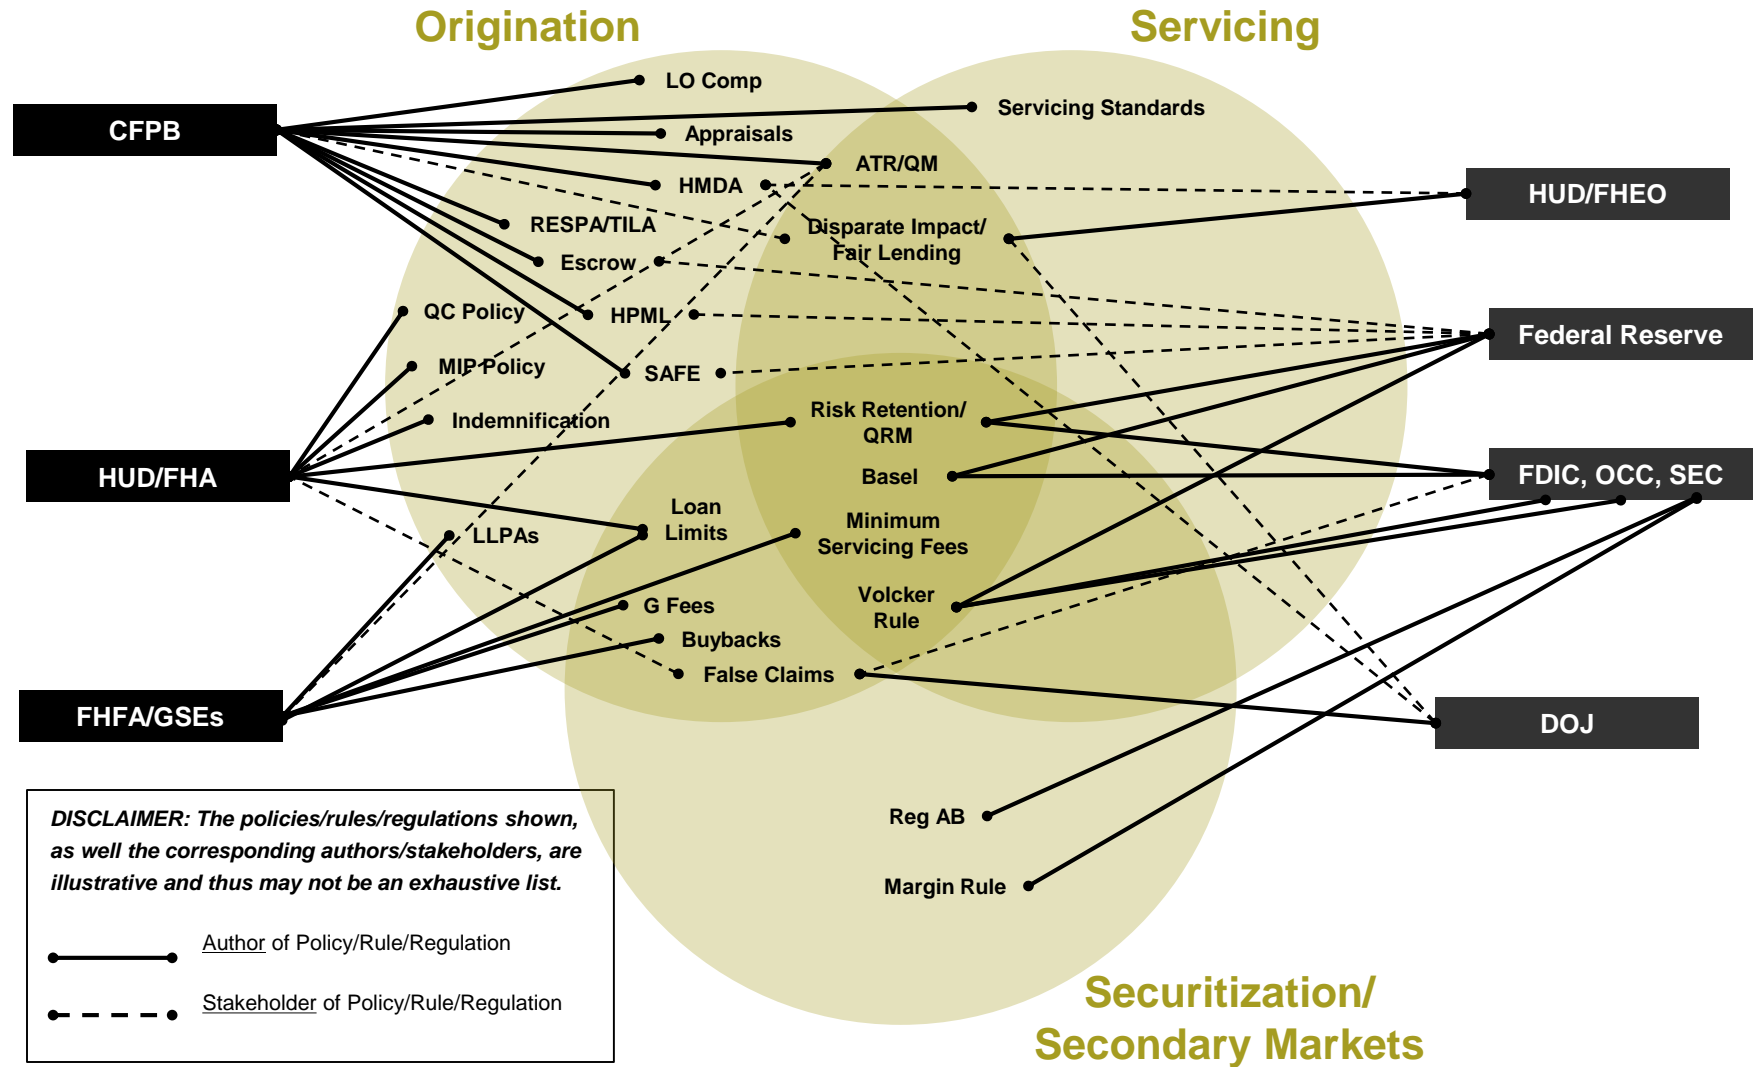 Origination
Servicing
LO Comp
CFPB
Servicing Standards
Appraisals
ATR/QM
HMDA
HUD/FHEO
RESPA/TILA
Disparate Impact/
Fair Lending
Escrow
QC Policy
HPML
Federal Reserve
MIP Policy
SAFE
Indemnification
Risk Retention/
QRM
HUD/FHA
Basel
FDIC, OCC, SEC
Loan
Limits
LLPAs
Minimum
Servicing Fees
G Fees
Volcker
Rule
Buybacks
False Claims
FHFA/GSEs
DOJ
Reg AB
Margin Rule
DISCLAIMER: The policies/rules/regulations shown,
as well the corresponding authors/stakeholders, are
illustrative and thus may not be an exhaustive list.
Author of Policy/Rule/Regulation
Stakeholder of Policy/Rule/Regulation
Securitization/
Secondary Markets